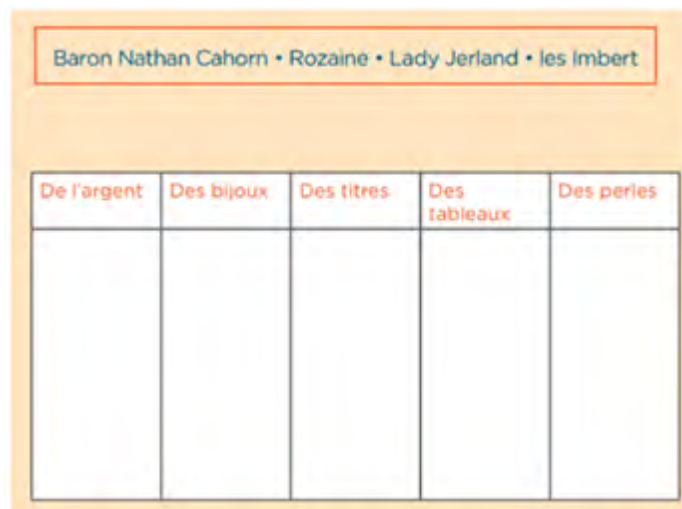 Baron Nathan Cahorn • Rozaine • Lady Jerland • les Imbert
De l'argent
Des bijoux
Des titres
Des
tableaux
Des perles